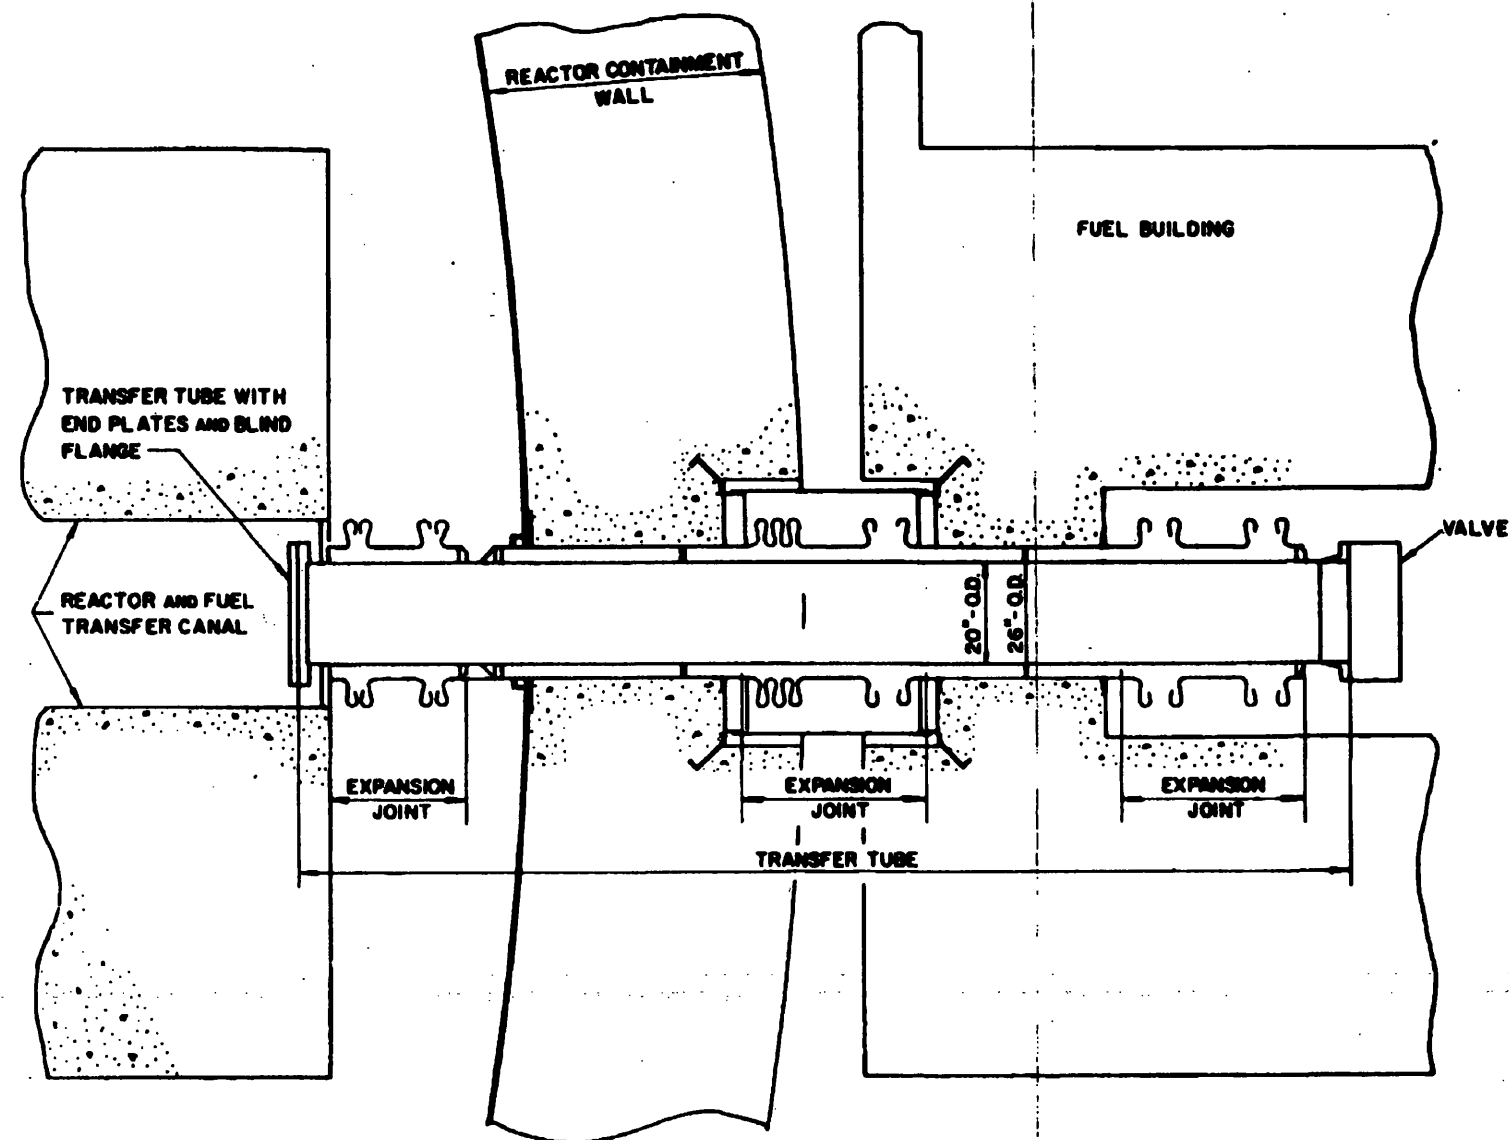 REACTOR CONTAINMENT
WALL
FUEL BUILDING
TRANSFER TUBE WITH
END PLATES AND BLIND
FLANGE
VALVE
REACTOR AND FUEL
TRANSFER CANAL
20"-O.D.
26"-O.D.
EXPANSION
JOINT
EXPANSION
JOINT
EXPANSION
JOINT
TRANSFER TUBE